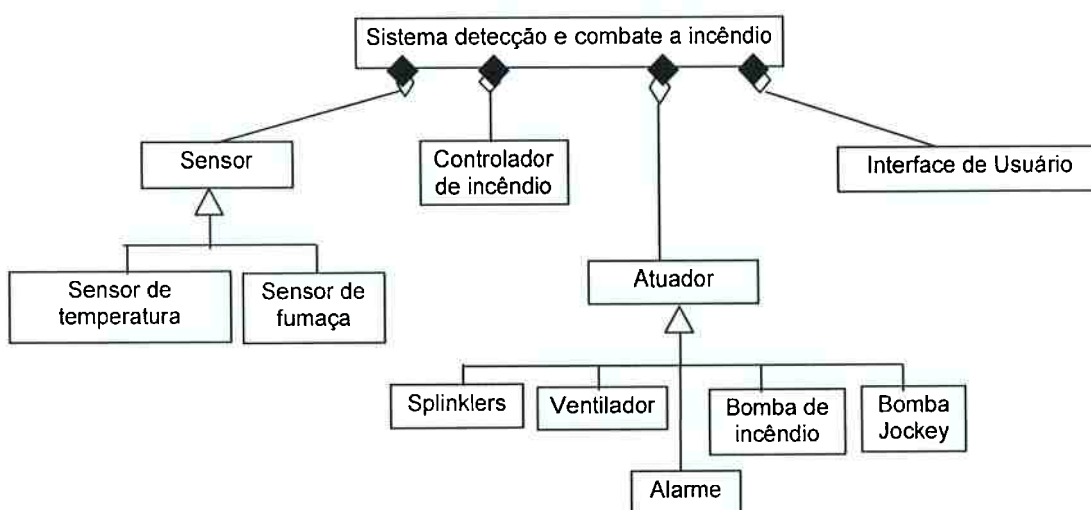 Sistema detecção e combate a incêndio
Sensor
Controlador
de incêndio
Interface de Usuário
Sensor de
temperatura
Sensor de
fumaça
Atuador
Splinklers
Ventilador
Bomba de
incêndio
Bomba
Jockey
Alarme